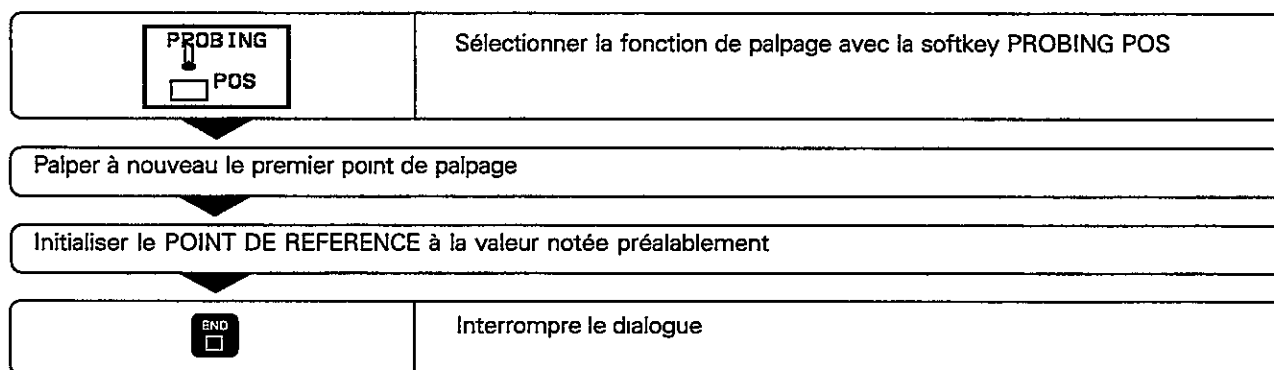 PROBING
POS
Sélectionner la fonction de palpage avec la softkey PROBING POS
Palper à nouveau le premier point de palpage
Initialiser le POINT DE REFERENCE à la valeur notée préalablement
END
Interrompre le dialogue